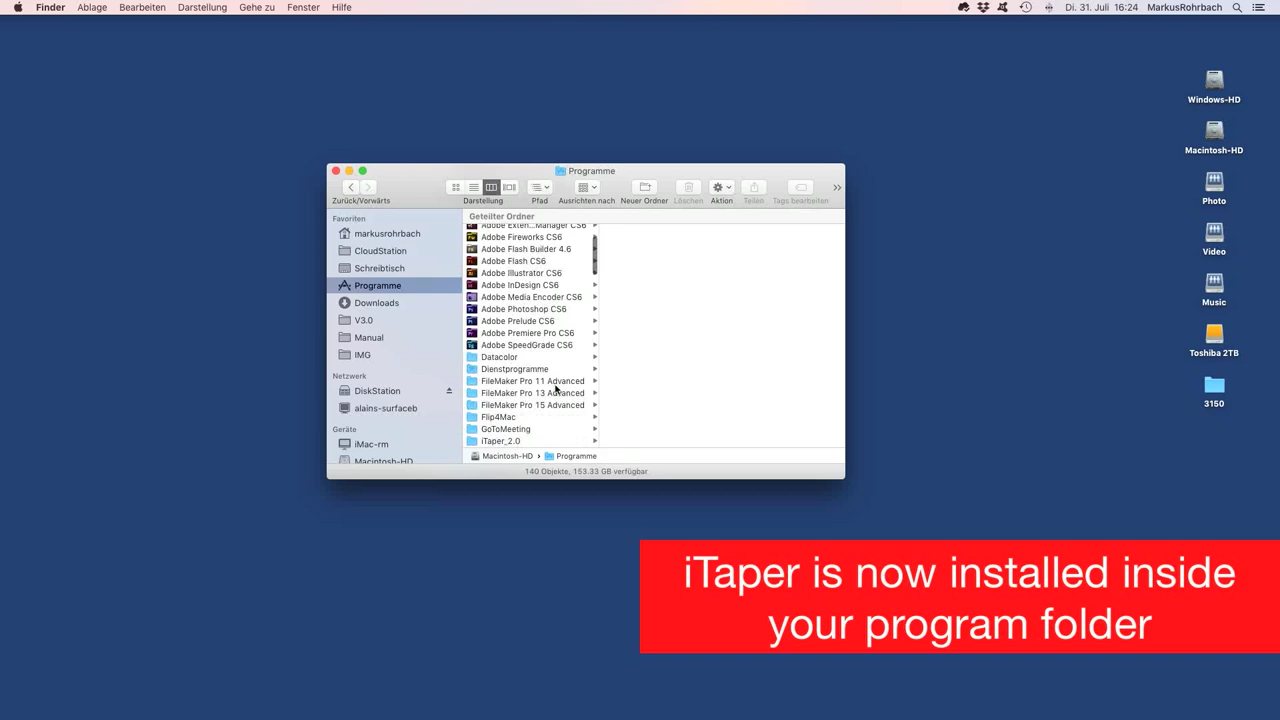 Finder Ablage Bearbeiten Darstellung Gehe zu Fenster Hilfe Di. 31. Juli 16:24 MarkusRohrbach
Windows-HD
Macintosh-HD
Photo
Video
Music
Toshiba 2TB
3150
Programme
Zurück/Vorwärts Darstellung Pfad Ausrichten nach Neuer Ordner Löschen Aktion Teilen Tags bearbeiten
Favoriten
markusrohrbach
CloudStation
Schreibtisch
Programme
Downloads
V3.0
Manual
IMG
Netzwerk
DiskStation
alains-surfaceb
Geräte
iMac-rm
Macintosh-HD
Geteilter Ordner
Adobe Exten...Manager CS6
Adobe Fireworks CS6
Adobe Flash Builder 4.6
Adobe Flash CS6
Adobe Illustrator CS6
Adobe InDesign CS6
Adobe Media Encoder CS6
Adobe Photoshop CS6
Adobe Prelude CS6
Adobe Premiere Pro CS6
Adobe SpeedGrade CS6
Datacolor
Dienstprogramme
FileMaker Pro 11 Advanced
FileMaker Pro 13 Advanced
FileMaker Pro 15 Advanced
Flip4Mac
GoToMeeting
iTaper_2.0
Macintosh-HD Programme
140 Objekte, 153.33 GB verfügbar
iTaper is now installed inside
your program folder